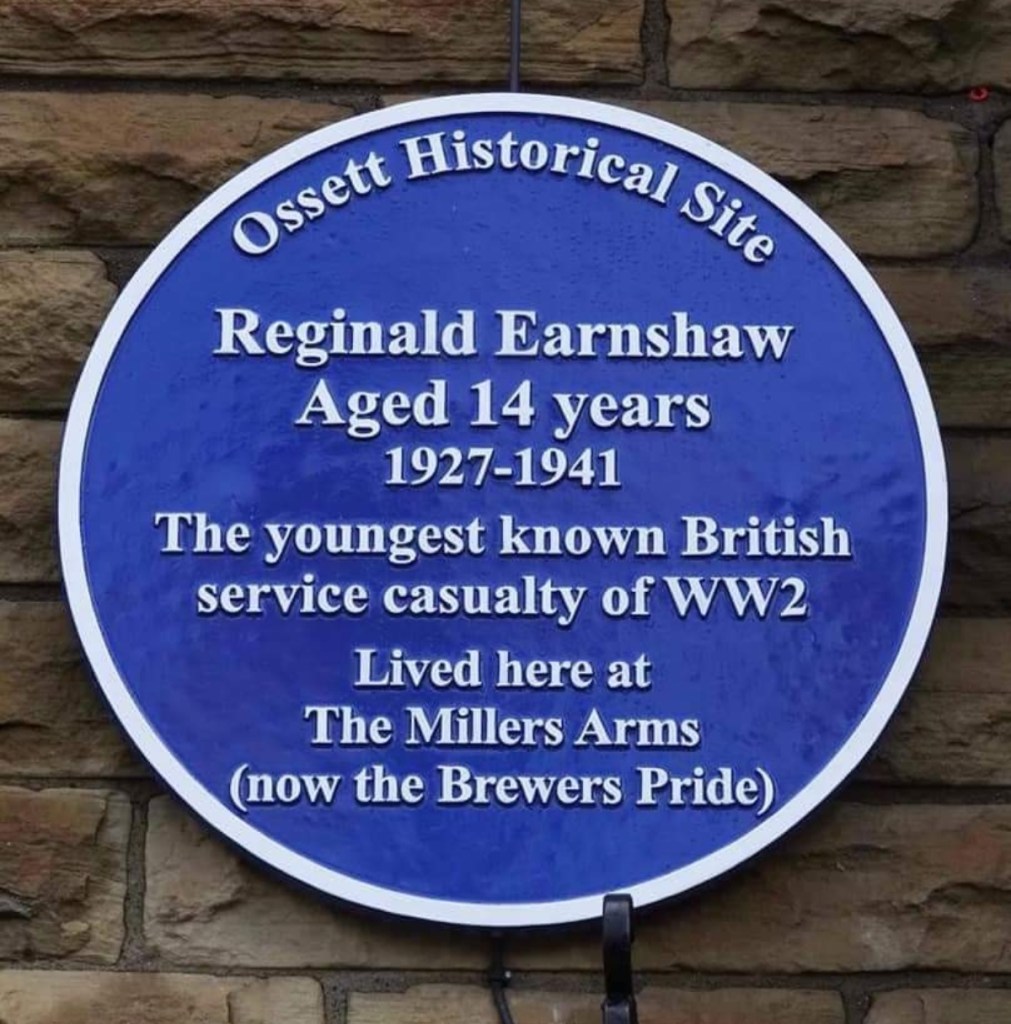 Ossett Historical Site
Reginald Earnshaw
Aged 14 years
1927-1941
The youngest known British
service casualty of WW2
Lived here at
The Millers Arms
(now the Brewers Pride)